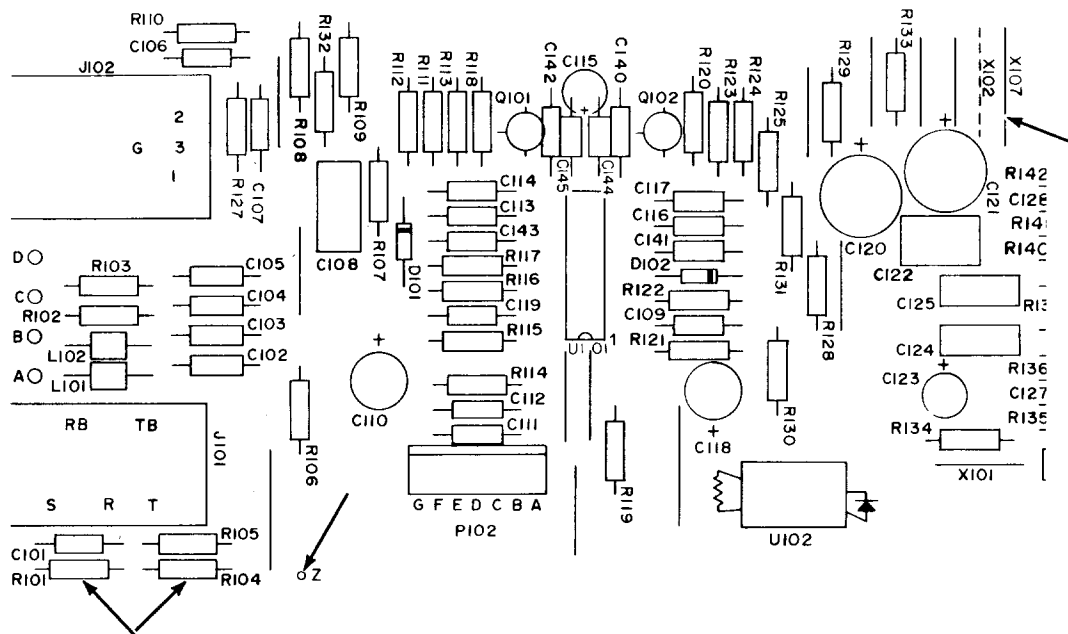 R110
C106
J102
2
G 3
1
R127
C107
R108
R132
R109
C108
R107
D101
R112
R111
R113
R118
Q101
C142
C115
+
C140
Q102
C145
C144
R120
R123
R124
R125
R129
R133
X102
X107
C114
C113
C143
R117
R116
C119
R115
R114
C112
C111
U101
1
C117
C116
C141
D102
R122
C109
R121
R131
R128
R130
+
C120
+
C121
C122
C125
C124
+
C123
R134
X101
R142
C128
R140
R136
C127
R135
D
C
B
A
R103
R102
L102
L101
C105
C104
C103
C102
RB TB
J101
S R T
R106
+
C110
G F E D C B A
P102
R119
C118
+
U102
C101
R101
R105
R104
Z